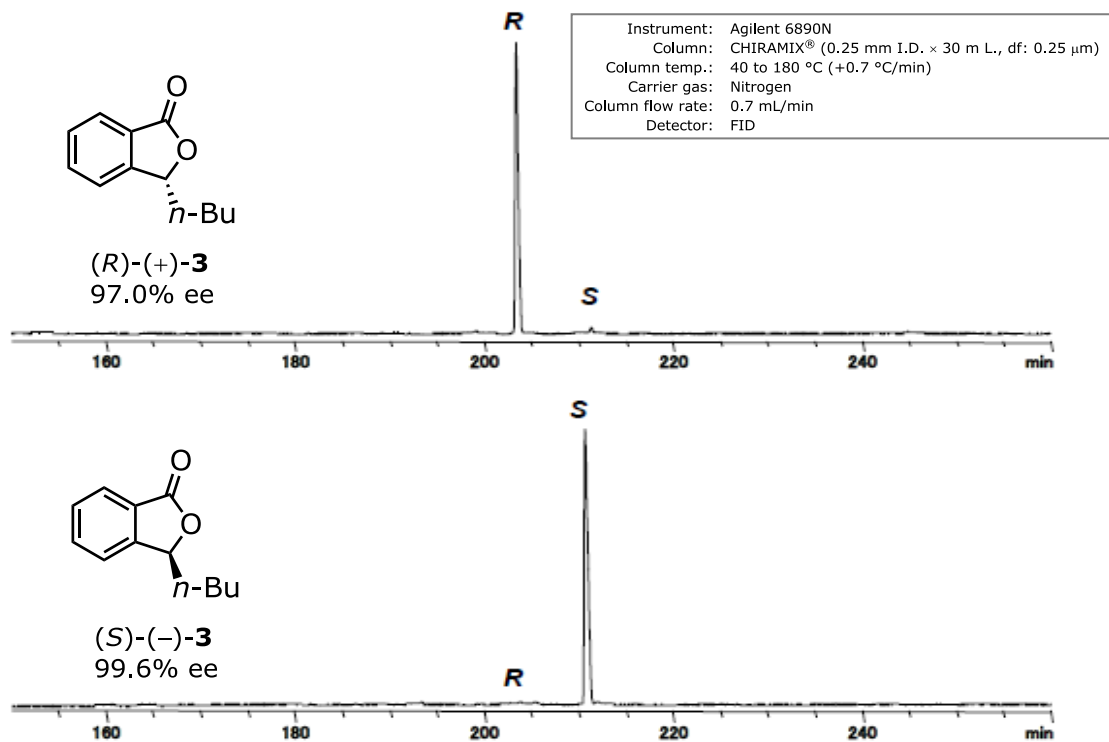 R
Instrument: Agilent 6890N
Column: CHIRAMIX® (0.25 mm I.D. × 30 m L., df: 0.25 μm)
Column temp.: 40 to 180 °C (+0.7 °C/min)
Carrier gas: Nitrogen
Column flow rate: 0.7 mL/min
Detector: FID
O
O
n-Bu
(R)-(+)-3
97.0% ee
S
160 180 200 220 240 min
S
O
O
n-Bu
(S)-(−)-3
99.6% ee
R
160 180 200 220 240 min